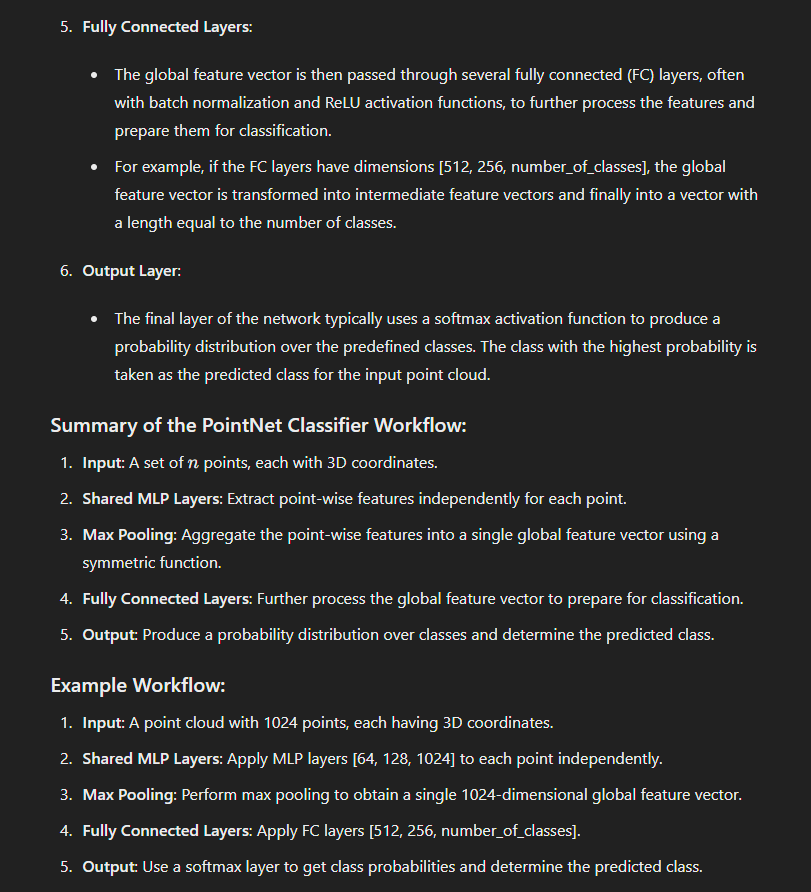 5. Fully Connected Layers:
• The global feature vector is then passed through several fully connected (FC) layers, often
with batch normalization and ReLU activation functions, to further process the features and
prepare them for classification.
• For example, if the FC layers have dimensions [512, 256, number_of_classes], the global
feature vector is transformed into intermediate feature vectors and finally into a vector with
a length equal to the number of classes.
6. Output Layer:
• The final layer of the network typically uses a softmax activation function to produce a
probability distribution over the predefined classes. The class with the highest probability is
taken as the predicted class for the input point cloud.
Summary of the PointNet Classifier Workflow:
1. Input: A set of n points, each with 3D coordinates.
2. Shared MLP Layers: Extract point-wise features independently for each point.
3. Max Pooling: Aggregate the point-wise features into a single global feature vector using a
symmetric function.
4. Fully Connected Layers: Further process the global feature vector to prepare for classification.
5. Output: Produce a probability distribution over classes and determine the predicted class.
Example Workflow:
1. Input: A point cloud with 1024 points, each having 3D coordinates.
2. Shared MLP Layers: Apply MLP layers [64, 128, 1024] to each point independently.
3. Max Pooling: Perform max pooling to obtain a single 1024-dimensional global feature vector.
4. Fully Connected Layers: Apply FC layers [512, 256, number_of_classes].
5. Output: Use a softmax layer to get class probabilities and determine the predicted class.